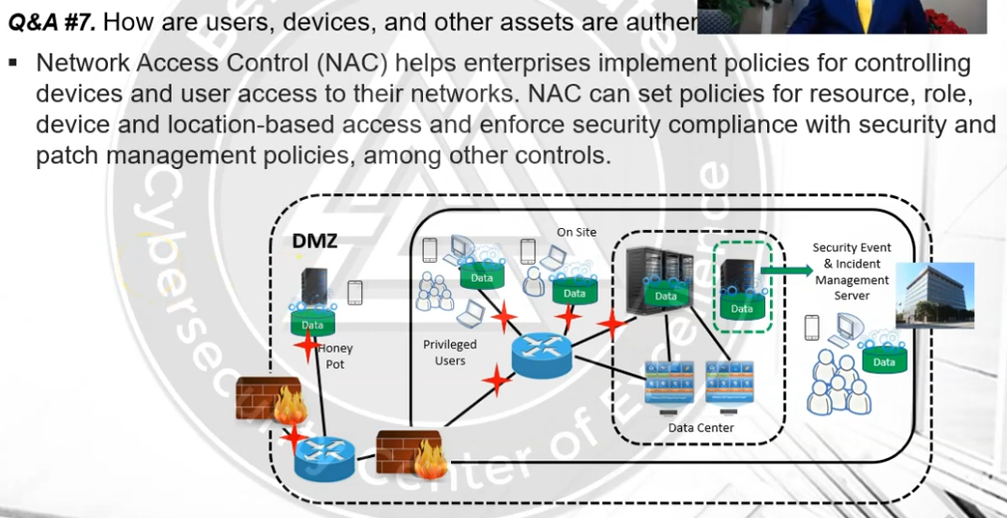 Q&A #7. How are users, devices, and other assets are auther
▪ Network Access Control (NAC) helps enterprises implement policies for controlling
devices and user access to their networks. NAC can set policies for resource, role,
device and location-based access and enforce security compliance with security and
patch management policies, among other controls.
DMZ
On Site
Security Event
& Incident
Management
Server
Data
Data
Data
Data
Data
Honey
Pot
Privileged
Users
Data
Data Center
Center of Excellence